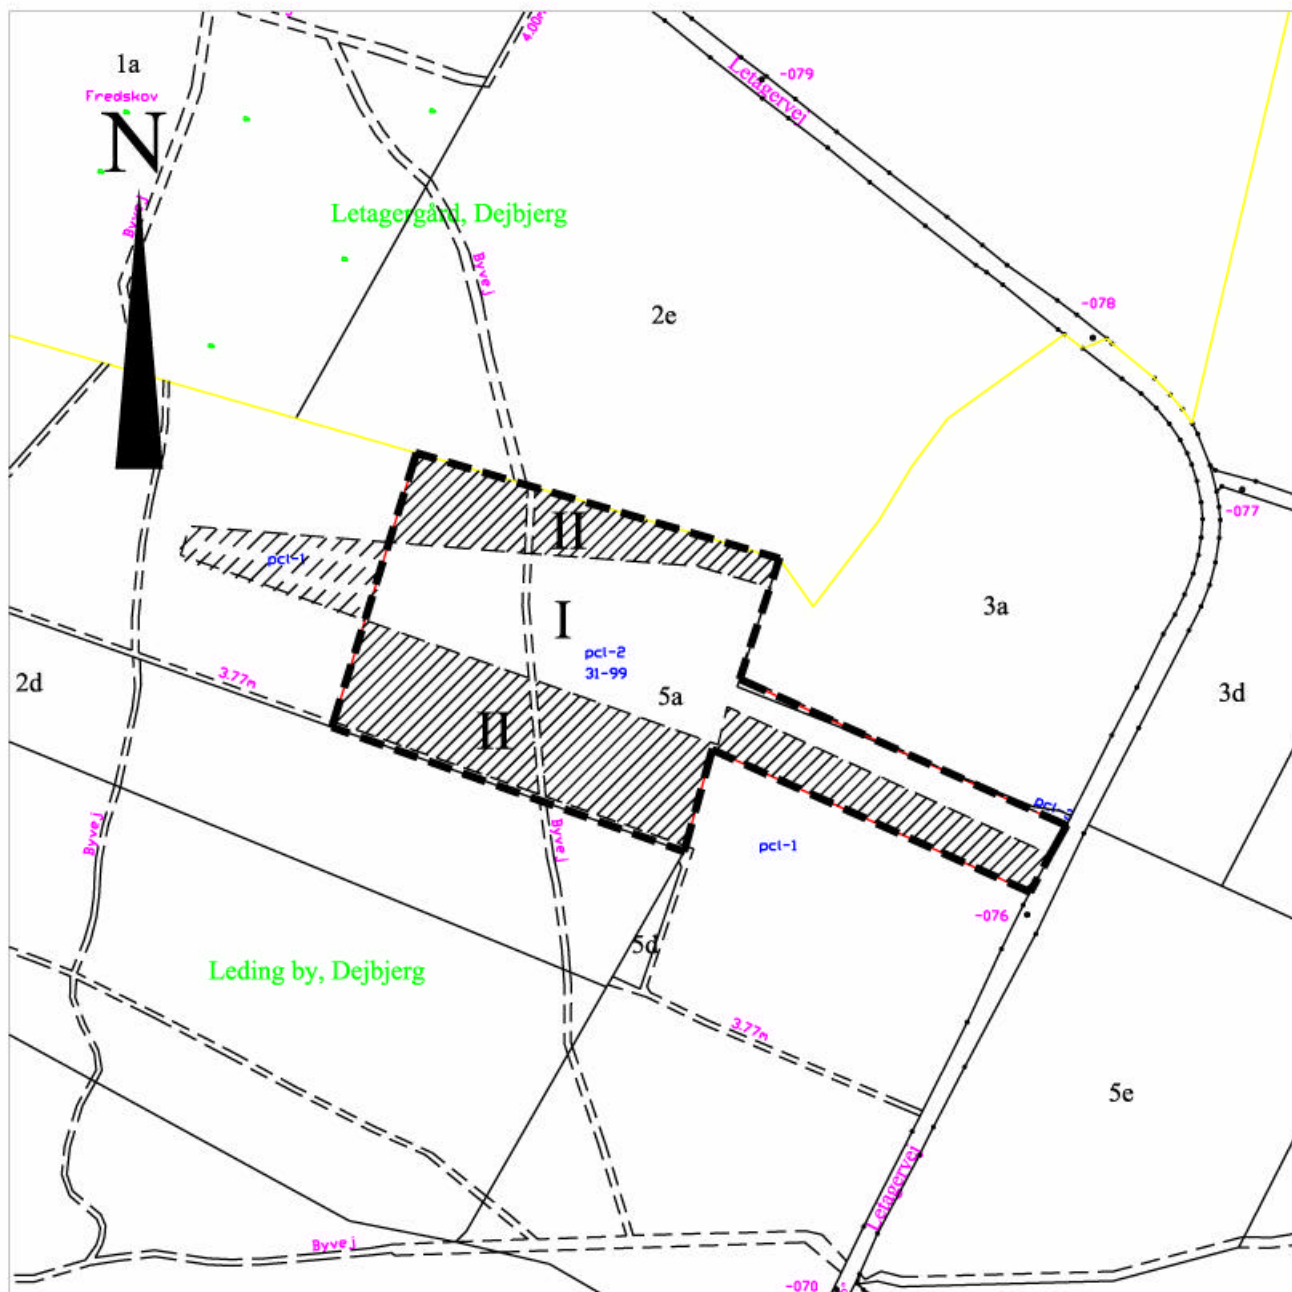 4.00m
1a
Fredskov
N
Letagervej
-079
Byvej
Letagergård, Dejbjerg
Byvej
2e
-078
-077
II
pcl-1
I
3a
pcl-2
31-99
5a
2d
3.77m
3d
II
Byvej
Byvej
pcl-1
-076
5d
Leding by, Dejbjerg
3.77m
5e
Letagervej
Byvej
-070